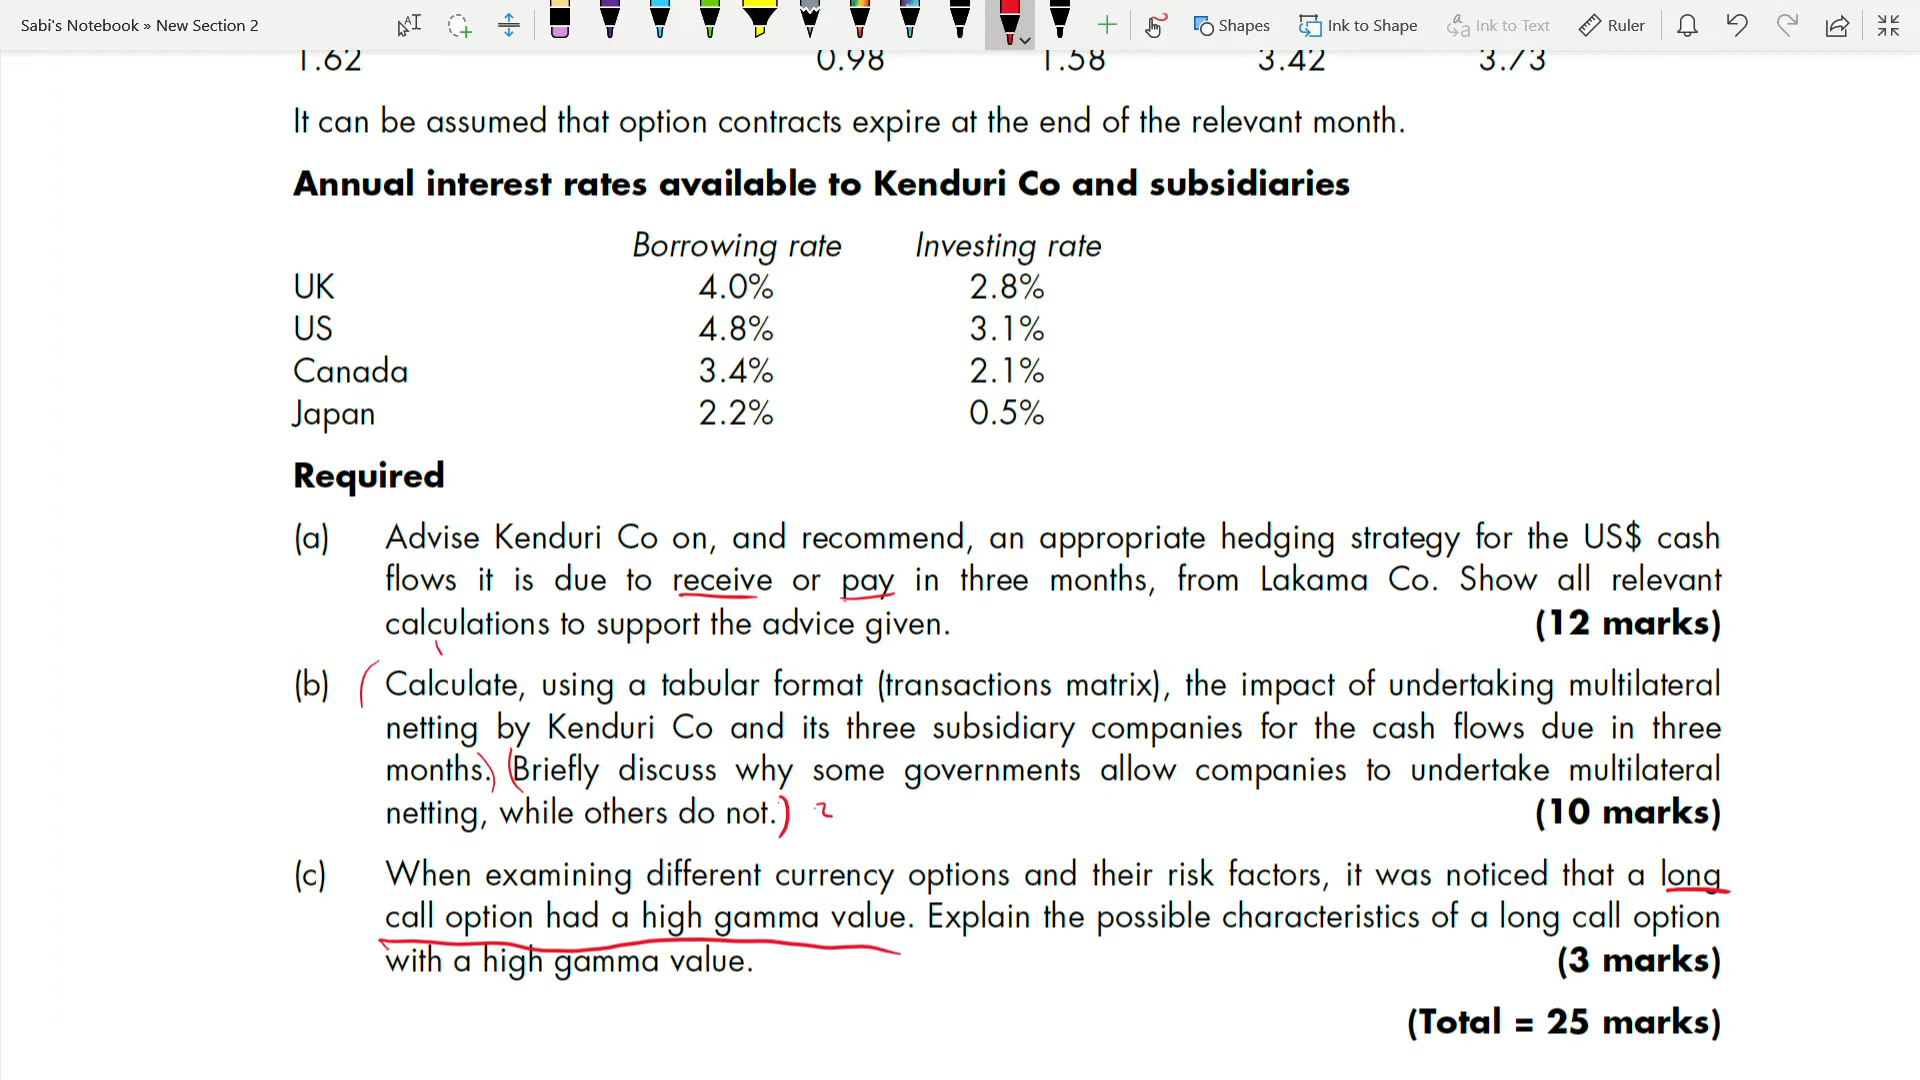 Sabi's Notebook » New Section 2
Shapes
Ink to Shape
Ink to Text
Ruler
1.62 0.98 1.58 3.42 3.73
It can be assumed that option contracts expire at the end of the relevant month.
Annual interest rates available to Kenduri Co and subsidiaries
Borrowing rate Investing rate
UK 4.0% 2.8%
US 4.8% 3.1%
Canada 3.4% 2.1%
Japan 2.2% 0.5%
Required
(a) Advise Kenduri Co on, and recommend, an appropriate hedging strategy for the US$ cash
flows it is due to receive or pay in three months, from Lakama Co. Show all relevant
calculations to support the advice given. (12 marks)
(b) Calculate, using a tabular format (transactions matrix), the impact of undertaking multilateral
netting by Kenduri Co and its three subsidiary companies for the cash flows due in three
months. Briefly discuss why some governments allow companies to undertake multilateral
netting, while others do not. 2 (10 marks)
(c) When examining different currency options and their risk factors, it was noticed that a long
call option had a high gamma value. Explain the possible characteristics of a long call option
with a high gamma value. (3 marks)
(Total = 25 marks)